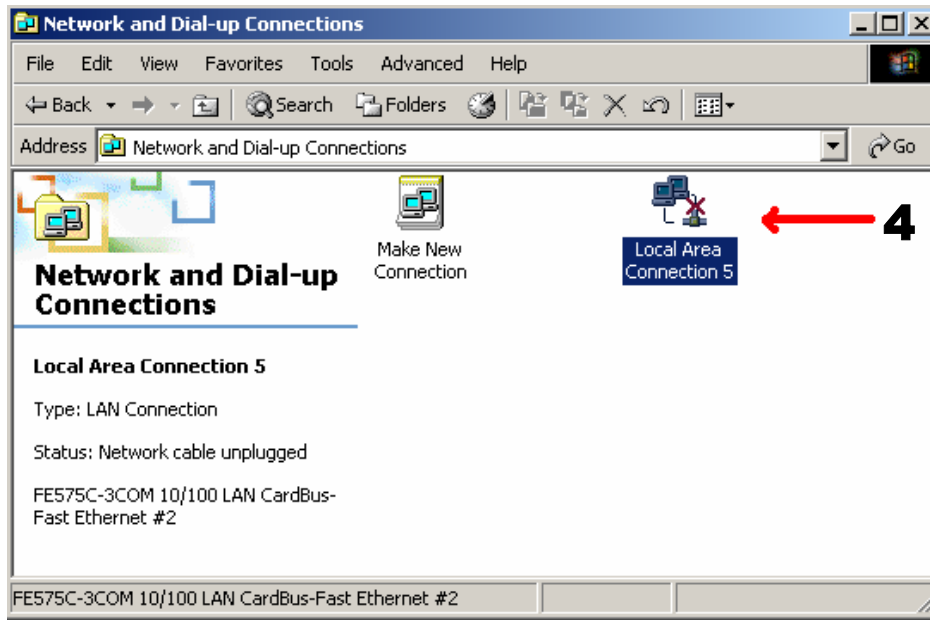 Network and Dial-up Connections
File Edit View Favorites Tools Advanced Help
Back Search Folders
Address Network and Dial-up Connections Go
Make New
Connection
Local Area
Connection 5
4
Network and Dial-up
Connections
Local Area Connection 5
Type: LAN Connection
Status: Network cable unplugged
FE575C-3COM 10/100 LAN CardBus-
Fast Ethernet #2
FE575C-3COM 10/100 LAN CardBus-Fast Ethernet #2